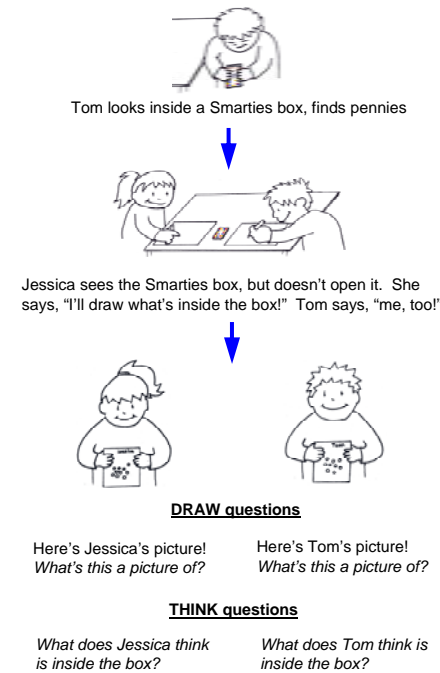 Tom looks inside a Smarties box, finds pennies
Jessica sees the Smarties box, but doesn't open it. She
says, "I'll draw what's inside the box!" Tom says, "me, too!'
DRAW questions
Here's Jessica's picture!
What's this a picture of?
Here's Tom's picture!
What's this a picture of?
THINK questions
What does Jessica think
is inside the box?
What does Tom think is
inside the box?